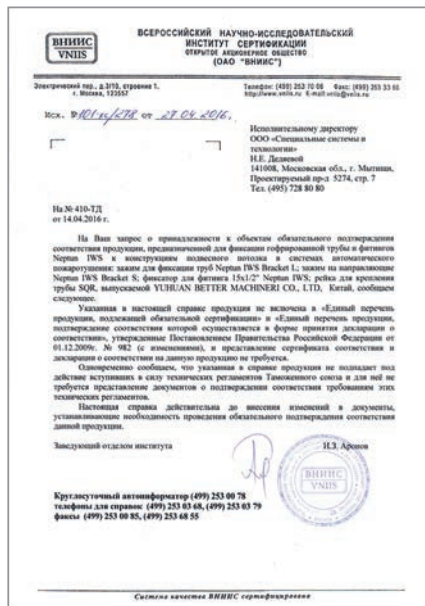 ВНИИС
VNIIS
ВСЕРОССИЙСКИЙ НАУЧНО-ИССЛЕДОВАТЕЛЬСКИЙ
ИНСТИТУТ СЕРТИФИКАЦИИ
ОТКРЫТОЕ АКЦИОНЕРНОЕ ОБЩЕСТВО
(ОАО "ВНИИС")
Электрический пер., д.3/10, строение 1,
г. Москва, 123557
Телефон: (499) 253 70 06 Факс: (499) 253 33 60
http://www.vniis.ru E-mail:vniis@vniis.ru
Исх. № от 27.04.2016.
Исполнительному директору
ООО «Специальные системы и
технологии»
Н.Е. Дедяевой
141008, Московская обл., г. Мытищи,
Проектируемый пр-д 5274, стр. 7
Тел. (495) 728 80 80
На № 410-ТД
от 14.04.2016 г.
На Ваш запрос о принадлежности к объектам обязательного подтверждения
соответствия продукции, предназначенной для фиксации гофрированной трубы и фитингов
Neptun IWS к конструкциям подвесного потолка в системах автоматического
пожаротушения: зажим для фиксации труб Neptun IWS Bracket L; зажим на направляющие
Neptun IWS Bracket S; фиксатор для фитинга 15х1/2" Neptun IWS; рейка для крепления
трубы SQR, выпускаемой YUHUAN BETTER MACHINERI CO., LTD, Китай, сообщаем
следующее.
Указанная в настоящей справке продукция не включена в «Единый перечень
продукции, подлежащей обязательной сертификации» и «Единый перечень продукции,
подтверждение соответствия которой осуществляется в форме принятия декларации о
соответствии», утвержденные Постановлением Правительства Российской Федерации от
01.12.2009г. № 982 (с изменениями), и представление сертификата соответствия и
декларации о соответствии на данную продукцию не требуется.
Одновременно сообщаем, что указанная в справке продукция не подпадает под
действие вступивших в силу технических регламентов Таможенного союза и для неё не
требуется представление документов о подтверждении соответствия требованиям этих
технических регламентов.
Настоящая справка действительна до внесения изменений в документы,
устанавливающие необходимость проведения обязательного подтверждения соответствия
данной продукции.
Заведующий отделом института
И.З. Аронов
ВНИИС
VNIIS
Круглосуточный автоинформатор (499) 253 00 78
телефоны для справок (499) 253 03 68, (499) 253 03 79
факсы (499) 253 00 85, (499) 253 68 55
Система качества ВНИИС сертифицирована